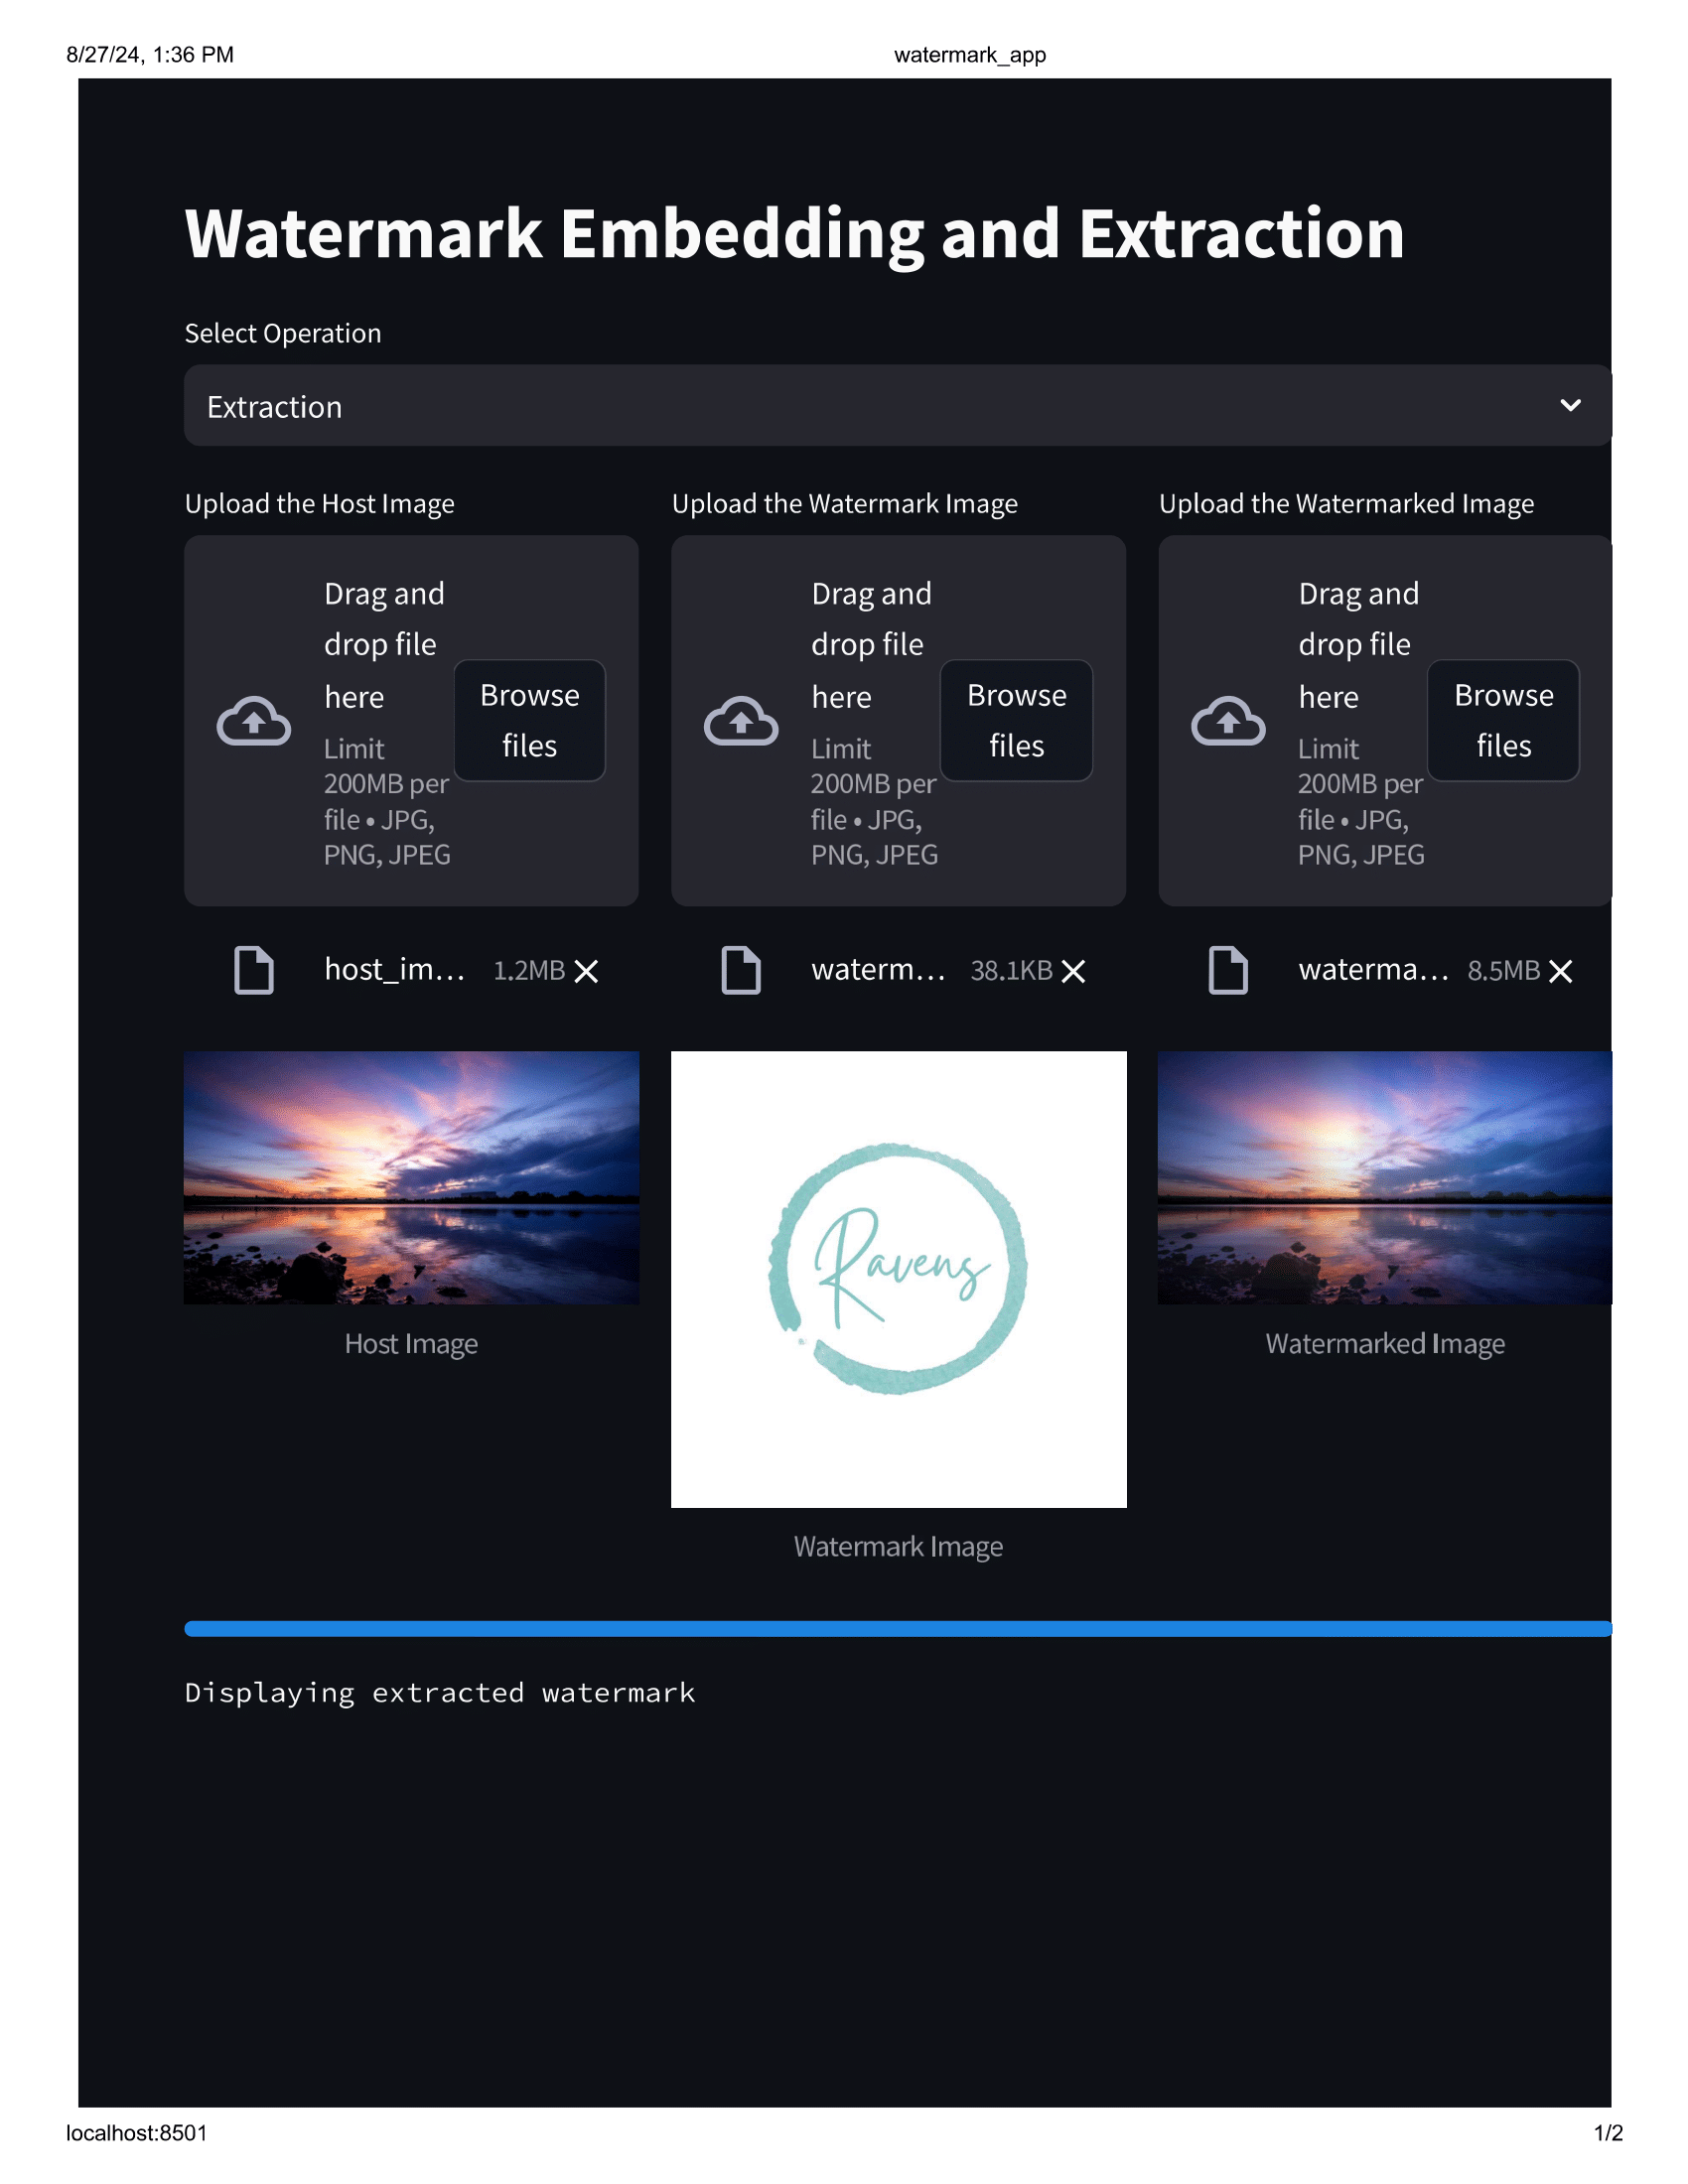 8/27/24, 1:36 PM
watermark_app
Watermark Embedding and Extraction
Select Operation
Extraction
Upload the Host Image
Drag and
drop file
here
Limit
200MB per
file • JPG,
PNG, JPEG
Browse
files
host_im...
1.2MB
Upload the Watermark Image
Drag and
drop file
here
Limit
200MB per
file • JPG,
PNG, JPEG
Browse
files
waterm...
38.1KB
Upload the Watermarked Image
Drag and
drop file
here
Limit
200MB per
file • JPG,
PNG, JPEG
Browse
files
waterma...
8.5MB
Host Image
Ravens
Watermark Image
Watermarked Image
Displaying extracted watermark
localhost:8501
1/2